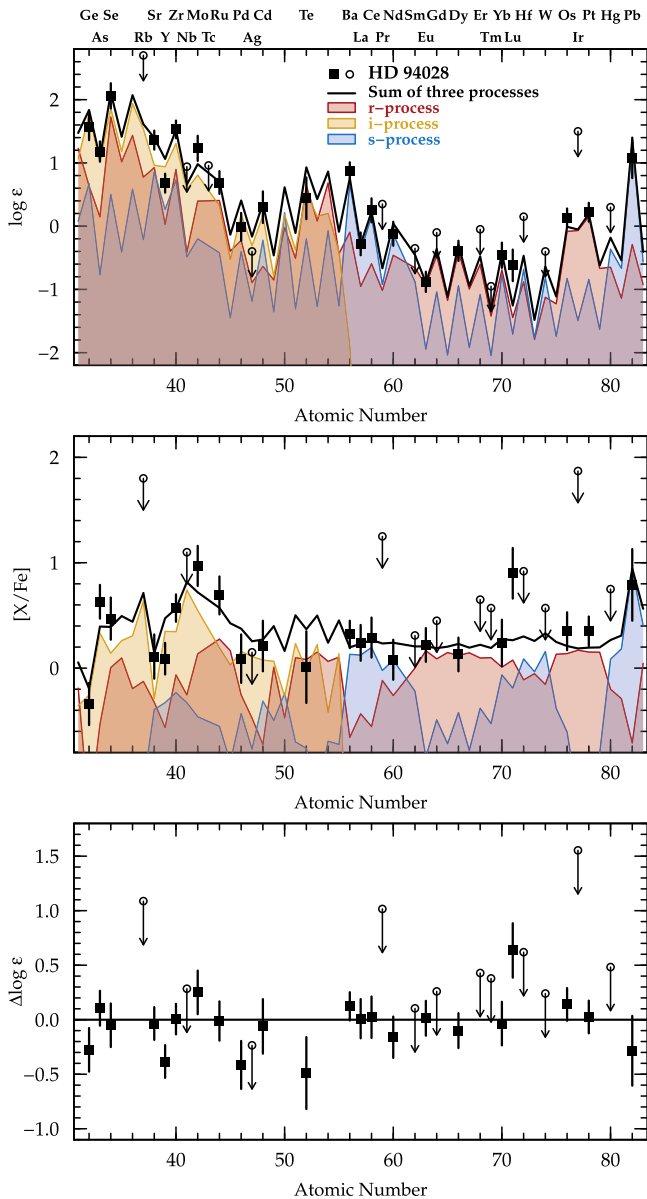 Ge Se Sr Zr Mo Ru Pd Cd Te Ba Ce Nd Sm Gd Dy Er Yb Hf W Os Pt Hg Pb
As Rb Y Nb Tc Ag La Pr Eu Tm Lu Ir
HD 94028
Sum of three processes
r−process
i−process
s−process
2
1
0
−1
−2
log ε
40 50 60 70 80
Atomic Number
2
1
0
[X/Fe]
40 50 60 70 80
Atomic Number
1.5
1.0
0.5
0.0
−0.5
−1.0
Δlog ε
40 50 60 70 80
Atomic Number